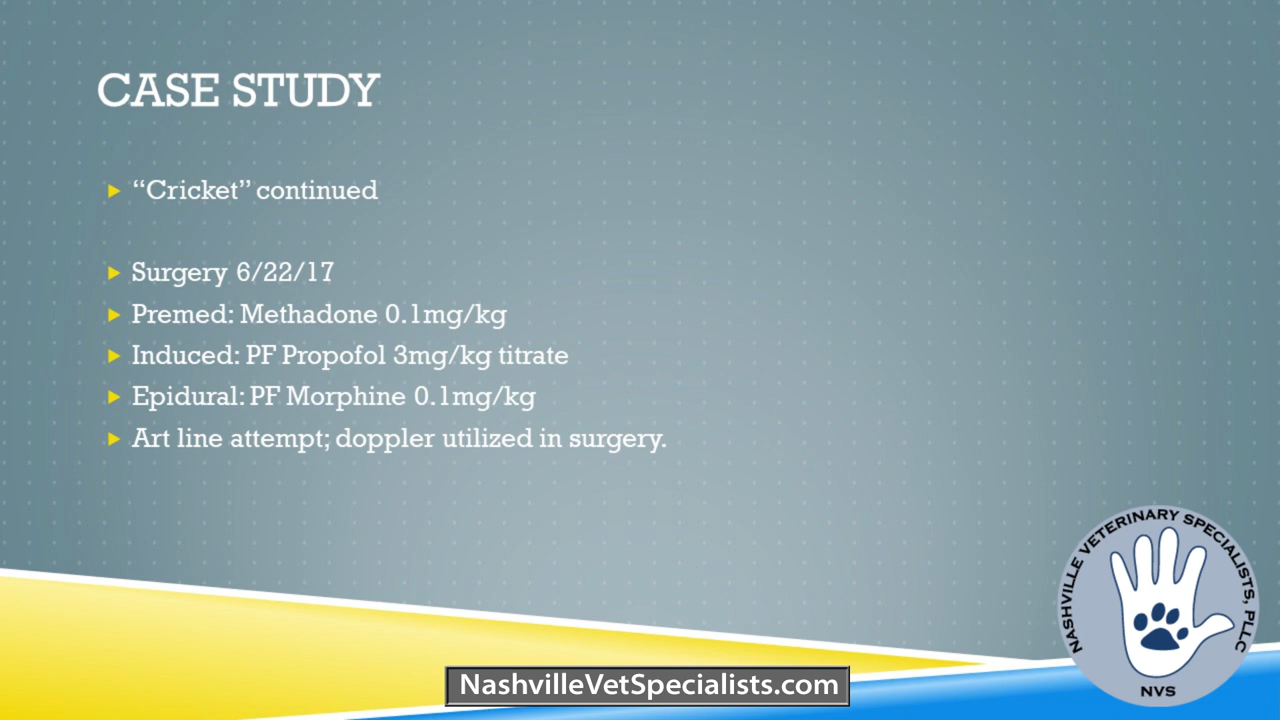 CASE STUDY
“Cricket” continued
Surgery 6/22/17
Premed: Methadone 0.1mg/kg
Induced: PF Propofol 3mg/kg titrate
Epidural: PF Morphine 0.1mg/kg
Art line attempt; doppler utilized in surgery.
NASHVILLE VETERINARY SPECIALISTS, PLLC
NVS
NashvilleVetSpecialists.com